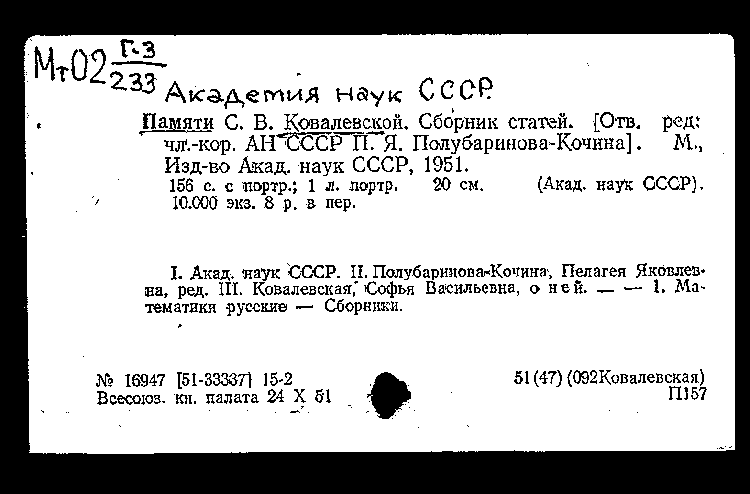 Мт02 Г-3/233
Академия наук СССР.
Памяти С. В. Ковалевской. Сборник статей. [Отв. ред:
чл.-кор. АН СССР П. Я. Полубаринова-Кочина]. М.,
Изд-во Акад. наук СССР, 1951.
156 с. с портр.; 1 л. портр. 20 см. (Акад. наук СССР).
10.000 экз. 8 р. в пер.
I. Акад. наук СССР. II. Полубаринова-Кочина, Пелагея Яковлев-
на, ред. III. Ковалевская, Софья Васильевна, о ней. — — 1. Ма-
тематики русские — Сборники.
№ 16947 [51-33337] 15-2 51(47)(092Ковалевская)
Всесоюз. кн. палата 24 X 51 П157